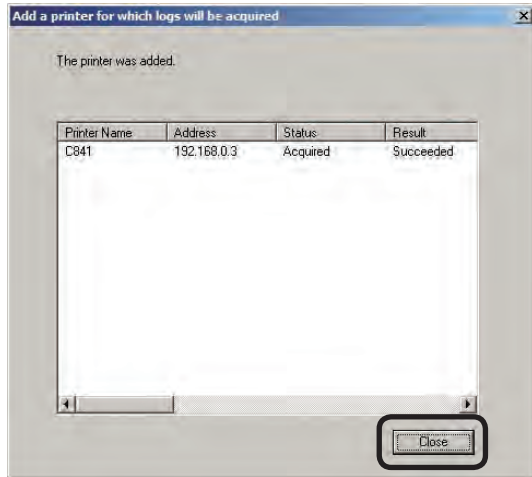 Add a printer for which logs will be acquired
The printer was added.
Printer Name Address Status Result
C841 192.168.0.3 Acquired Succeeded
Close